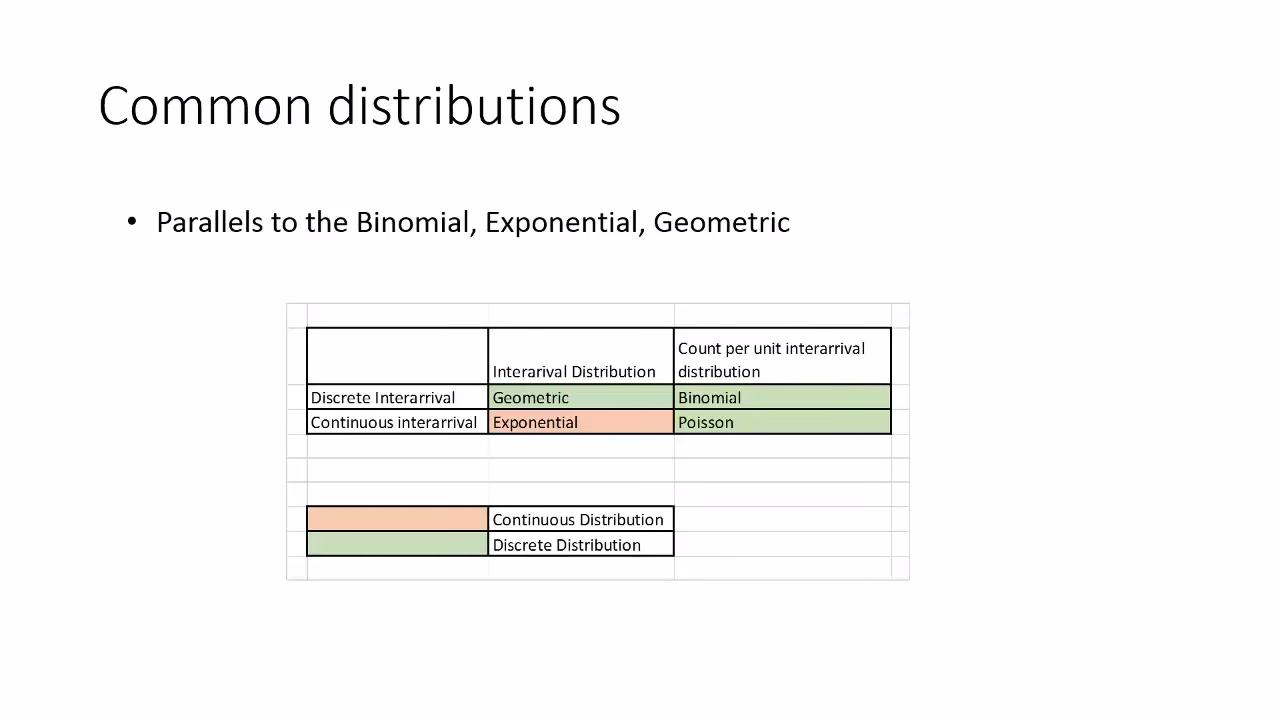 Common distributions
• Parallels to the Binomial, Exponential, Geometric
Interarival Distribution
Count per unit interarrival
distribution
Discrete Interarrival Geometric Binomial
Continuous interarrival Exponential Poisson
Continuous Distribution
Discrete Distribution